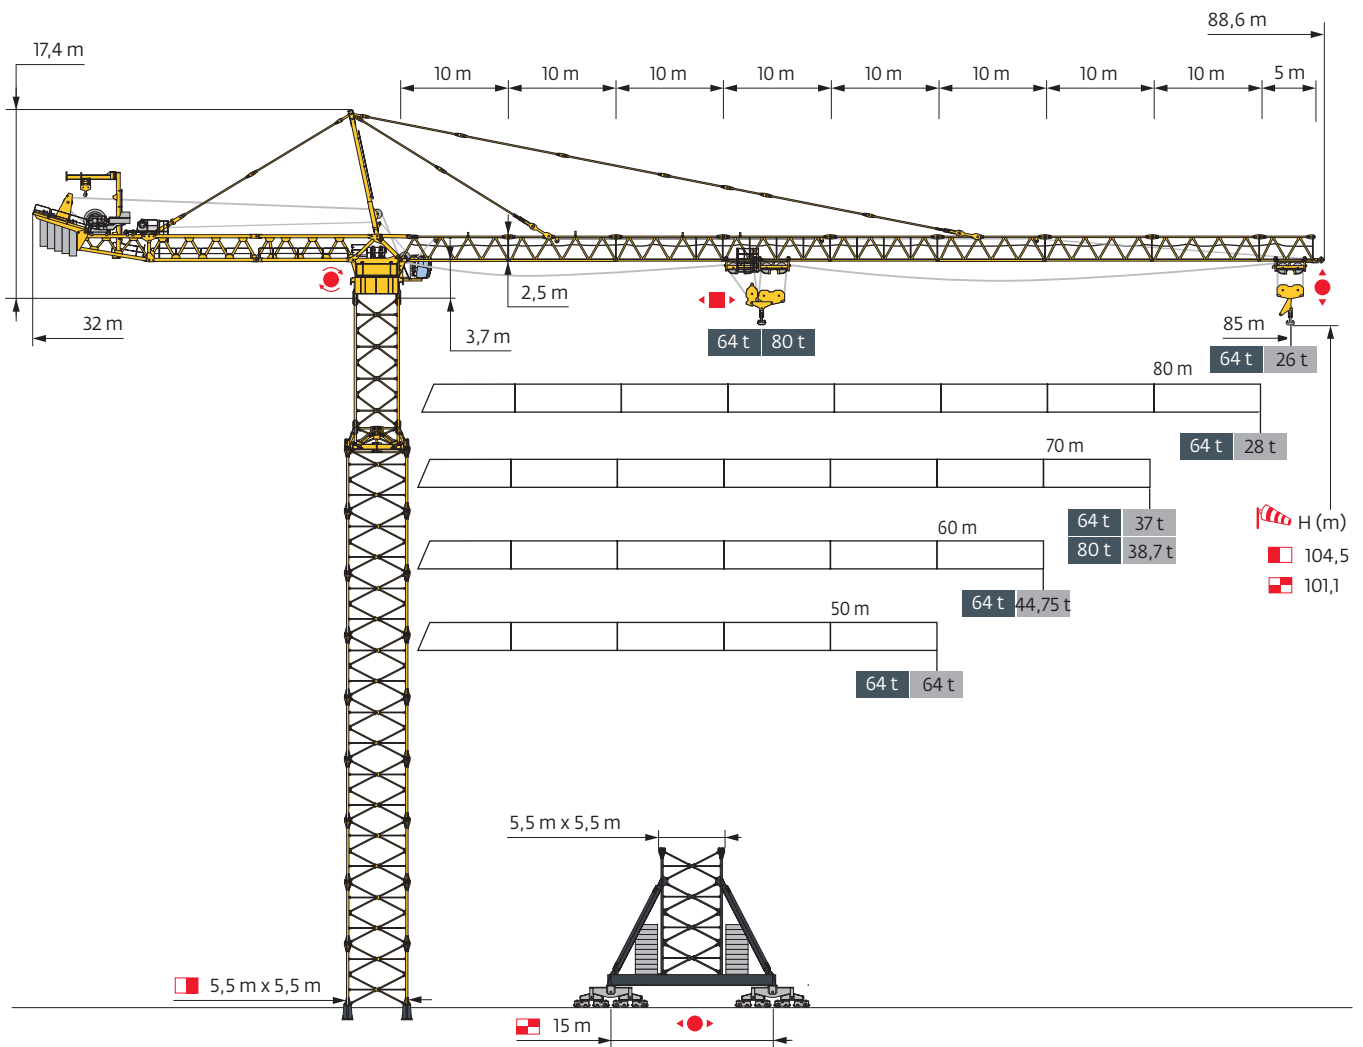 88,6 m
17,4 m
10 m 10 m 10 m 10 m 10 m 10 m 10 m 10 m 5 m
2,5 m
32 m
3,7 m
64 t 80 t
85 m
64 t 26 t
80 m
64 t 28 t
70 m
64 t 37 t
80 t 38,7 t
H (m)
104,5
101,1
60 m
64 t 44,75 t
50 m
64 t 64 t
5,5 m x 5,5 m
5,5 m x 5,5 m
15 m